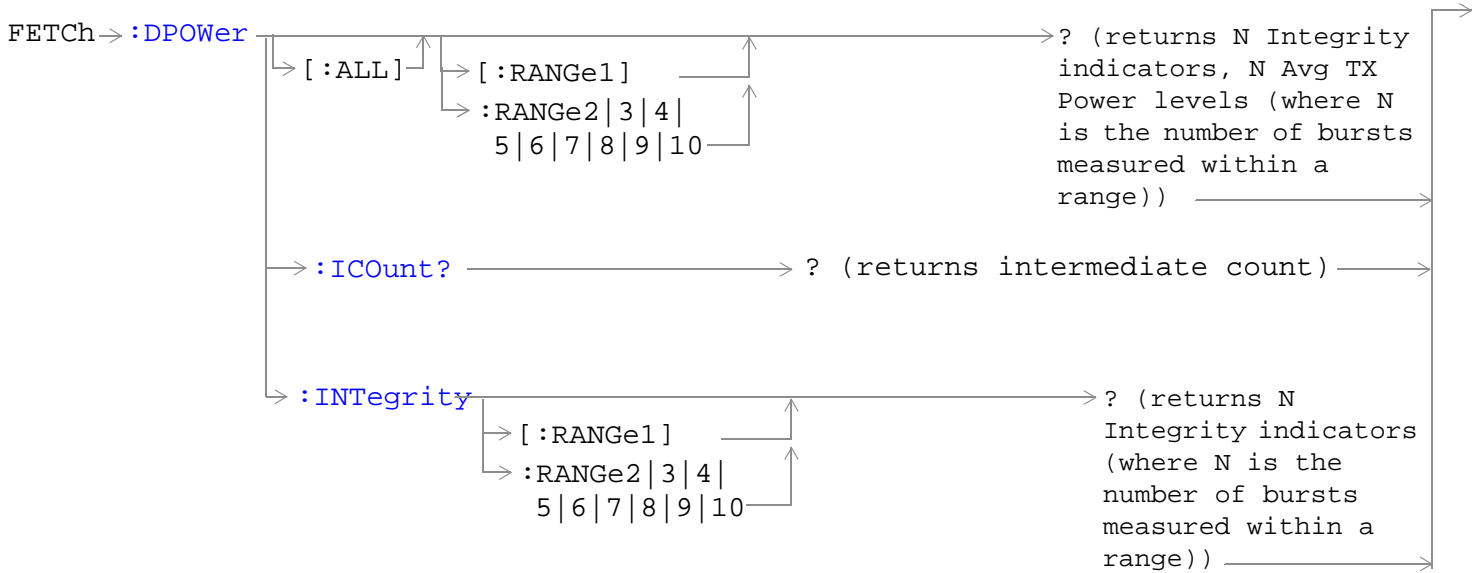 FETCh :DPOWer
[:ALL]
[:RANGe1]
:RANGe2|3|4|
5|6|7|8|9|10
? (returns N Integrity
indicators, N Avg TX
Power levels (where N
is the number of bursts
measured within a
range))
:ICOunt?
? (returns intermediate count)
:INTegrity
[:RANGe1]
:RANGe2|3|4|
5|6|7|8|9|10
? (returns N
Integrity indicators
(where N is the
number of bursts
measured within a
range))